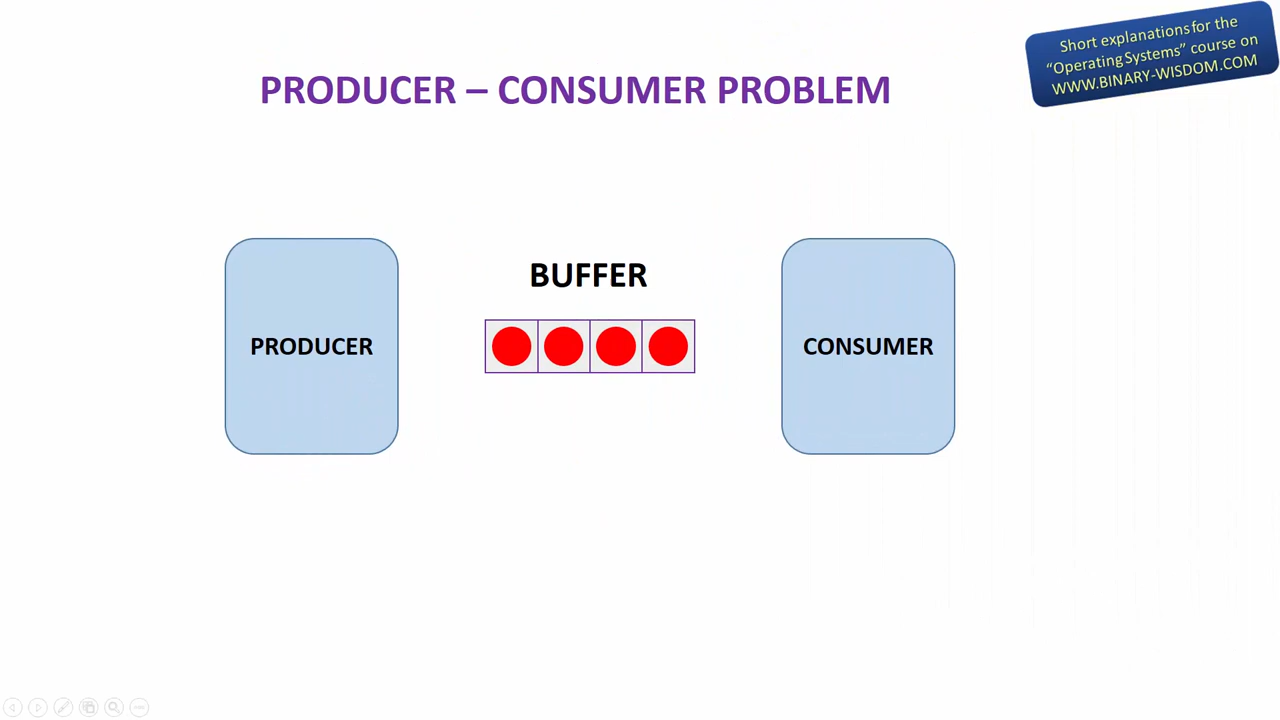 PRODUCER – CONSUMER PROBLEM
Short explanations for the
“Operating Systems” course on
WWW.BINARY-WISDOM.COM
BUFFER
PRODUCER
CONSUMER